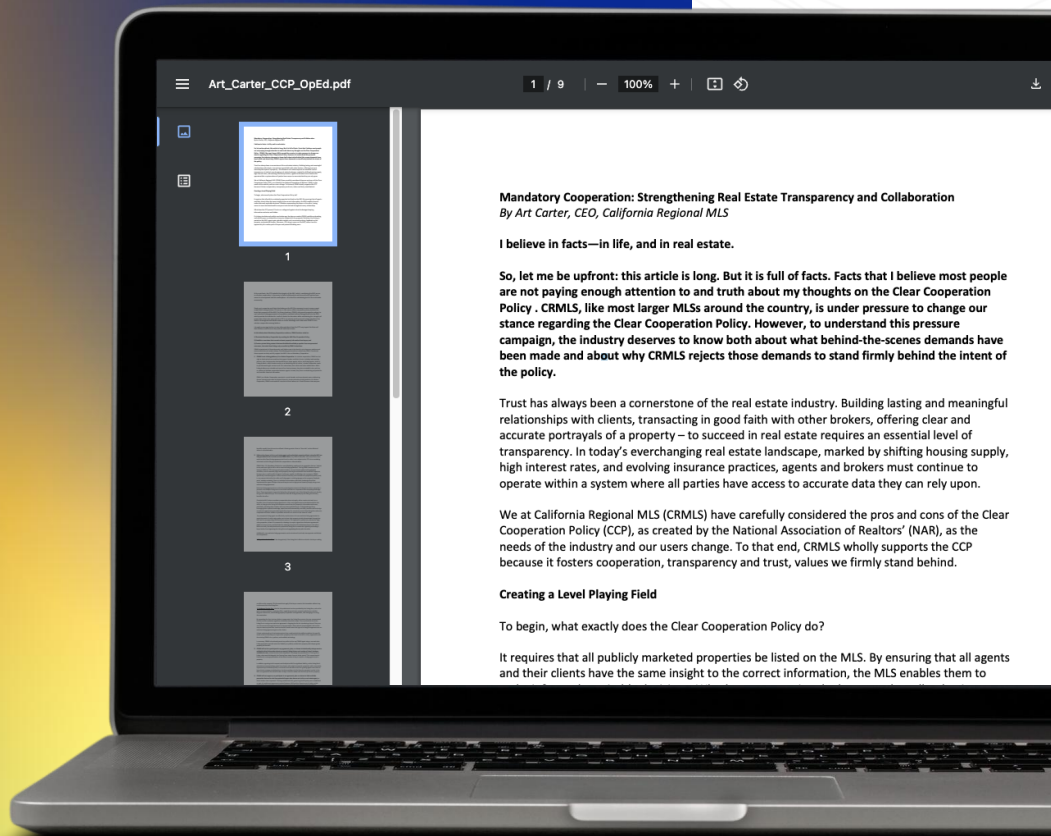 Art_Carter_CCP_OpEd.pdf
1 / 9
100%
1
2
3
Mandatory Cooperation: Strengthening Real Estate Transparency and Collaboration
By Art Carter, CEO, California Regional MLS
I believe in facts—in life, and in real estate.
So, let me be upfront: this article is long. But it is full of facts. Facts that I believe most people
are not paying enough attention to and truth about my thoughts on the Clear Cooperation
Policy . CRMLS, like most larger MLSs around the country, is under pressure to change our
stance regarding the Clear Cooperation Policy. However, to understand this pressure
campaign, the industry deserves to know both about what behind-the-scenes demands have
been made and about why CRMLS rejects those demands to stand firmly behind the intent of
the policy.
Trust has always been a cornerstone of the real estate industry. Building lasting and meaningful
relationships with clients, transacting in good faith with other brokers, offering clear and
accurate portrayals of a property – to succeed in real estate requires an essential level of
transparency. In today’s everchanging real estate landscape, marked by shifting housing supply,
high interest rates, and evolving insurance practices, agents and brokers must continue to
operate within a system where all parties have access to accurate data they can rely upon.
We at California Regional MLS (CRMLS) have carefully considered the pros and cons of the Clear
Cooperation Policy (CCP), as created by the National Association of Realtors’ (NAR), as the
needs of the industry and our users change. To that end, CRMLS wholly supports the CCP
because it fosters cooperation, transparency and trust, values we firmly stand behind.
Creating a Level Playing Field
To begin, what exactly does the Clear Cooperation Policy do?
It requires that all publicly marketed properties be listed on the MLS. By ensuring that all agents
and their clients have the same insight to the correct information, the MLS enables them to